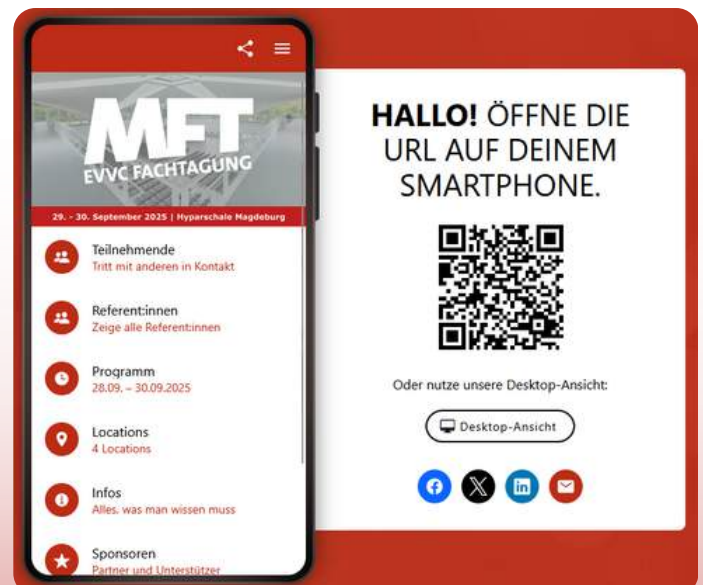 MFT
EVVC FACHTAGUNG
29. - 30. September 2025 | Hyparschale Magdeburg
Teilnehmende
Tritt mit anderen in Kontakt
Referent:innen
Zeige alle Referent:innen
Programm
28.09. – 30.09.2025
Locations
4 Locations
Infos
Alles, was man wissen muss
Sponsoren
Partner und Unterstützer
HALLO! ÖFFNE DIE
URL AUF DEINEM
SMARTPHONE.
Oder nutze unsere Desktop-Ansicht:
Desktop-Ansicht